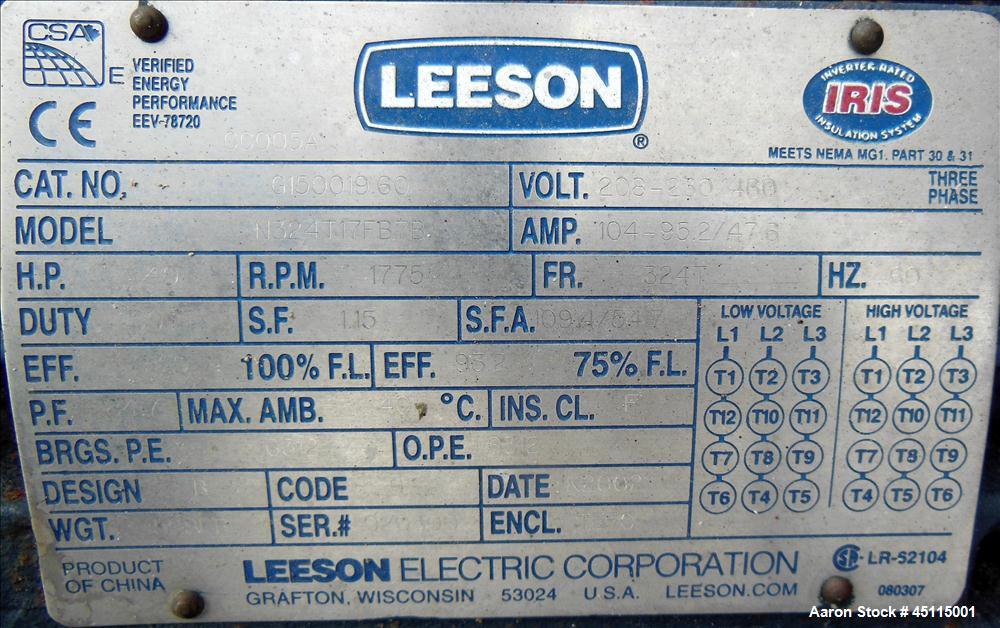 CSA
E
VERIFIED
ENERGY
PERFORMANCE
EEV-78720
CE
LEESON
®
INVERTER RATED
IRIS
INSULATION SYSTEM
MEETS NEMA MG1. PART 30 & 31
CAT. NO. G150019.60
VOLT. 208-230 460
THREE
PHASE
MODEL
AMP. 104-95.2/47.6
H.P.
R.P.M. 1775
FR. 324T
HZ. 60
DUTY
S.F. 1.15
S.F.A. 109.4/54.7
LOW VOLTAGE
HIGH VOLTAGE
L1 L2 L3
L1 L2 L3
EFF. 100% F.L.
EFF. 75% F.L.
T1 T2 T3
T1 T2 T3
P.F.
MAX. AMB. °C.
INS. CL. F
T12 T10 T11
T12 T10 T11
BRGS. P.E.
O.P.E.
T7 T8 T9
T7 T8 T9
DESIGN B
CODE
DATE
T6 T4 T5
T4 T5 T6
WGT.
SER.#
ENCL.
PRODUCT
OF CHINA
LEESON ELECTRIC CORPORATION
GRAFTON, WISCONSIN 53024 U.S.A. LEESON.COM
LR-52104
080307
Aaron Stock # 45115001